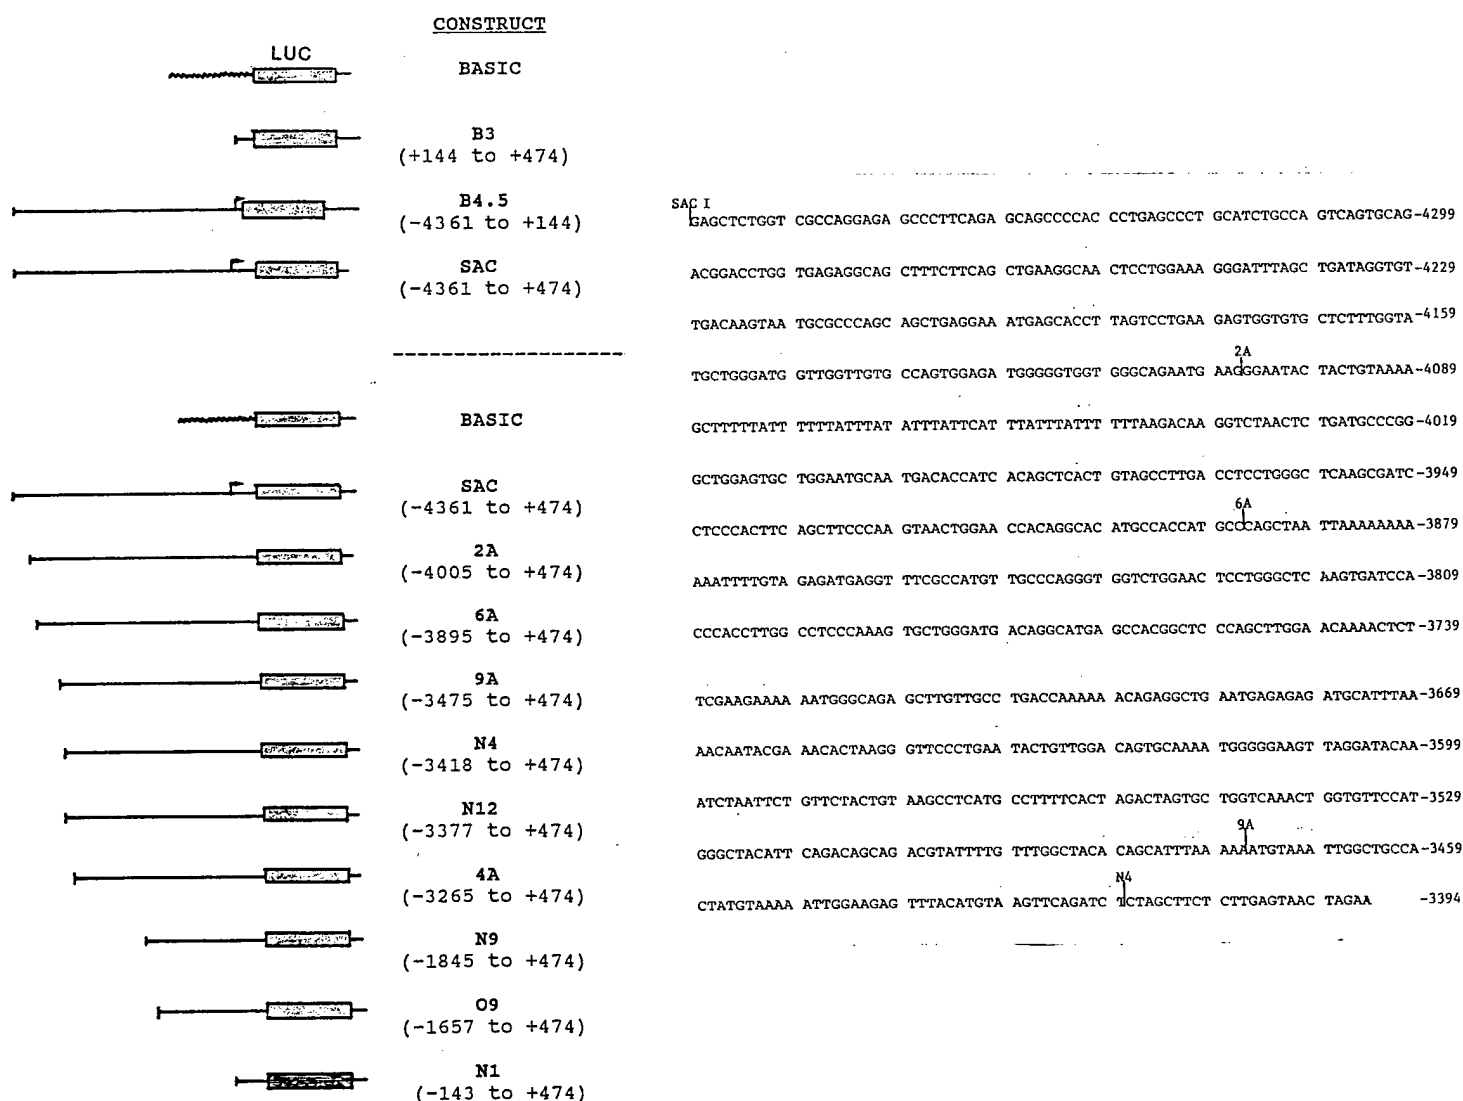 CONSTRUCT
LUC
BASIC
B3
(+144 to +474)
B4.5
(-4361 to +144)
SAC
(-4361 to +474)
BASIC
SAC
(-4361 to +474)
2A
(-4005 to +474)
6A
(-3895 to +474)
9A
(-3475 to +474)
N4
(-3418 to +474)
N12
(-3377 to +474)
4A
(-3265 to +474)
N9
(-1845 to +474)
O9
(-1657 to +474)
N1
(-143 to +474)
SAC I
GAGCTCTGGT CGCCAGGAGA GCCCTTCAGA GCAGCCCCAC CCTGAGCCCT GCATCTGCCA GTCAGTGCAG-4299
ACGGACCTGG TGAGAGGCAG CTTTCTTCAG CTGAAGGCAA CTCCTGGAAA GGGATTTAGC TGATAGGTGT-4229
TGACAAGTAA TGCGCCCAGC AGCTGAGGAA ATGAGCACCT TAGTCCTGAA GAGTGGTGTG CTCTTTGGTA-4159
2A
TGCTGGGATG GTTGGTTGTG CCAGTGGAGA TGGGGGTGGT GGGCAGAATG AAGGGAATAC TACTGTAAAA-4089
GCTTTTTATT TTTTATTTAT ATTTATTCAT TTATTTATTT TTTAAGACAA GGTCTAACTC TGATGCCCGG-4019
GCTGGAGTGC TGGAATGCAA TGACACCATC ACAGCTCACT GTAGCCTTGA CCTCCTGGGC TCAAGCGATC-3949
6A
CTCCCACTTC AGCTTCCCAA GTAACTGGAA CCACAGGCAC ATGCCACCAT GCCCAGCTAA TTAAAAAAAA-3879
AAATTTTGTA GAGATGAGGT TTCGCCATGT TGCCCAGGGT GGTCTGGAAC TCCTGGGCTC AAGTGATCCA-3809
CCCACCTTGG CCTCCCAAAG TGCTGGGATG ACAGGCATGA GCCACGGCTC CCAGCTTGGA ACAAAACTCT-3739
TCGAAGAAAA AATGGGCAGA GCTTGTTGCC TGACCAAAAA ACAGAGGCTG AATGAGAGAG ATGCATTTAA-3669
AACAATACGA AACACTAAGG GTTCCCTGAA TACTGTTGGA CAGTGCAAAA TGGGGGAAGT TAGGATACAA-3599
ATCTAATTCT GTTCTACTGT AAGCCTCATG CCTTTTCACT AGACTAGTGC TGGTCAAACT GGTGTTCCAT-3529
9A
GGGCTACATT CAGACAGCAG ACGTATTTTG TTTGGCTACA CAGCATTTAA AAAATGTAAA TTGGCTGCCA-3459
N4
CTATGTAAAA ATTGGAAGAG TTTACATGTA AGTTCAGATC TCTAGCTTCT CTTGAGTAAC TAGAA -3394